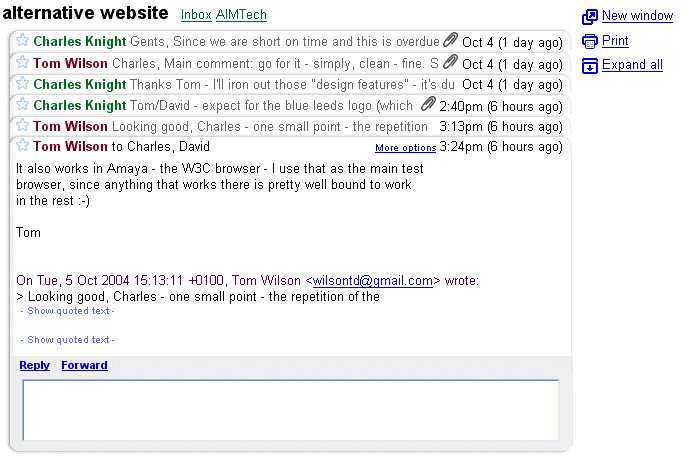 alternative website Inbox AIMTech
New window
Print
Expand all
Charles Knight Gents, Since we are short on time and this is overdue Oct 4 (1 day ago)
Tom Wilson Charles, Main comment: go for it - simply, clean - fine. S Oct 4 (1 day ago)
Charles Knight Thanks Tom - I'll iron out those "design features" - it's du Oct 4 (1 day ago)
Charles Knight Tom/David - expect for the blue leeds logo (which 2:40pm (6 hours ago)
Tom Wilson Looking good, Charles - one small point - the repetition 3:13pm (6 hours ago)
Tom Wilson to Charles, David More options 3:24pm (6 hours ago)
It also works in Amaya - the W3C browser - I use that as the main test
browser, since anything that works there is pretty well bound to work
in the rest :-)
Tom
On Tue, 5 Oct 2004 15:13:11 +0100, Tom Wilson <wilsontd@gmail.com> wrote:
> Looking good, Charles - one small point - the repetition of the
- Show quoted text -
- Show quoted text -
Reply Forward